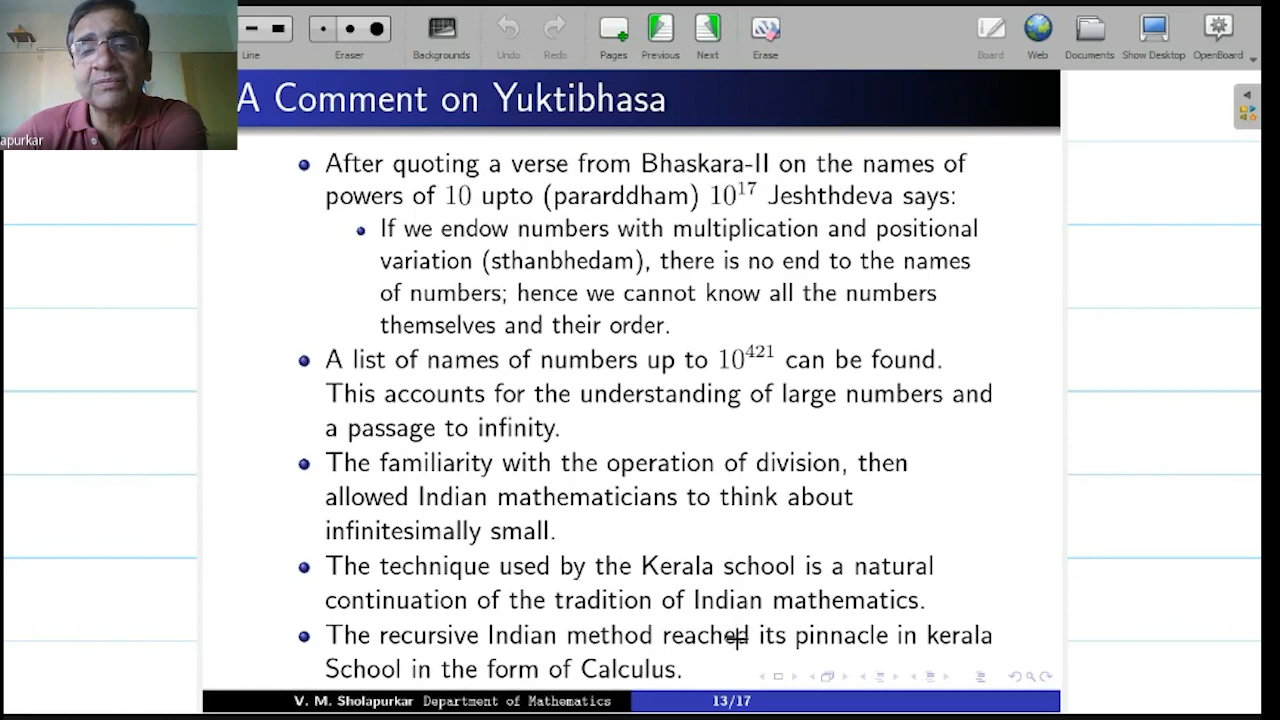 Line
Eraser
Backgrounds
Undo
Redo
Pages
Previous
Next
Erase
Board
Web
Documents
Show Desktop
OpenBoard
apurkar
A Comment on Yuktibhasa
After quoting a verse from Bhaskara-II on the names of
powers of 10 upto (pararddham) 10^17 Jeshthdeva says:
If we endow numbers with multiplication and positional
variation (sthanbhedam), there is no end to the names
of numbers; hence we cannot know all the numbers
themselves and their order.
A list of names of numbers up to 10^421 can be found.
This accounts for the understanding of large numbers and
a passage to infinity.
The familiarity with the operation of division, then
allowed Indian mathematicians to think about
infinitesimally small.
The technique used by the Kerala school is a natural
continuation of the tradition of Indian mathematics.
The recursive Indian method reached its pinnacle in kerala
School in the form of Calculus.
V. M. Sholapurkar Department of Mathematics 13/17